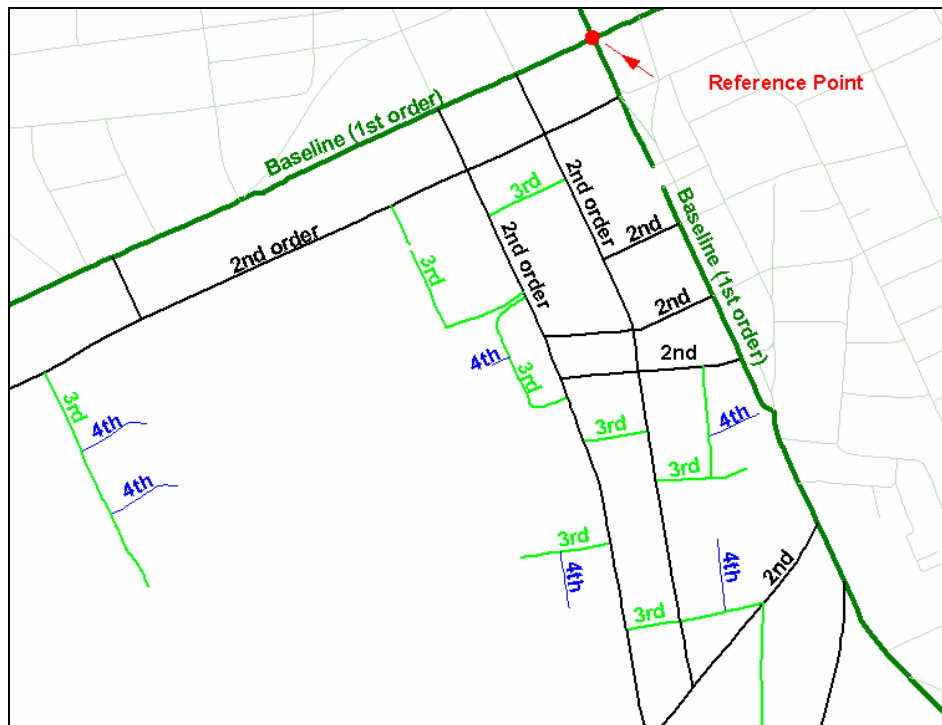 Reference Point
Baseline (1st order)
3rd
2nd order
2nd
Baseline (1st order)
2nd order
2nd order
3rd
2nd
2nd
4th
3rd
3rd
4th
3rd
4th
3rd
4th
3rd
4th
4th
2nd
3rd